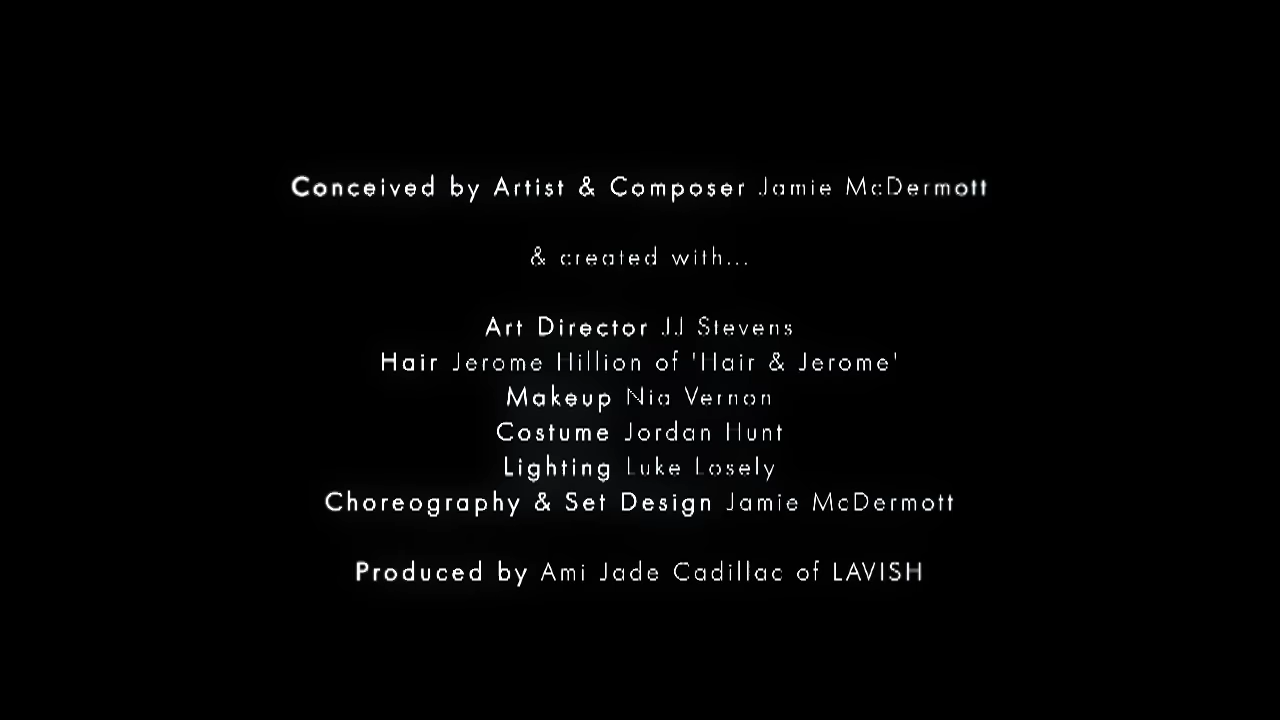 Conceived by Artist & Composer Jamie McDermott
& created with...
Art Director JJ Stevens
Hair Jerome Hillion of 'Hair & Jerome'
Makeup Nia Vernon
Costume Jordan Hunt
Lighting Luke Losely
Choreography & Set Design Jamie McDermott
Produced by Ami Jade Cadillac of LAVISH